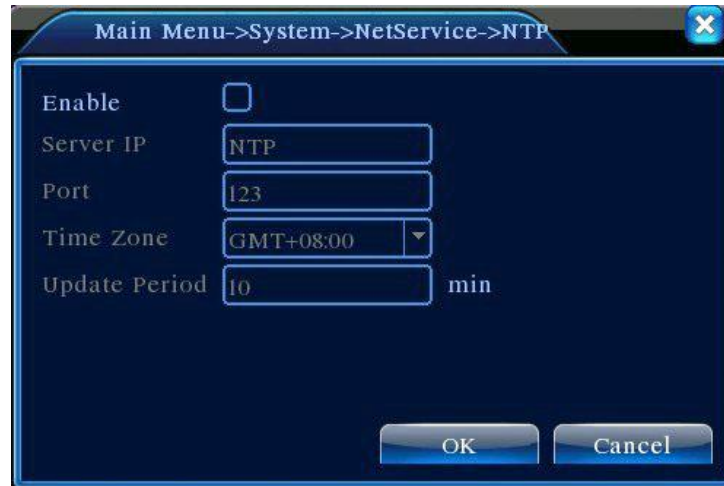 Main Menu->System->NetService->NTP
Enable
Server IP NTP
Port 123
Time Zone GMT+08:00
Update Period 10 min
OK Cancel